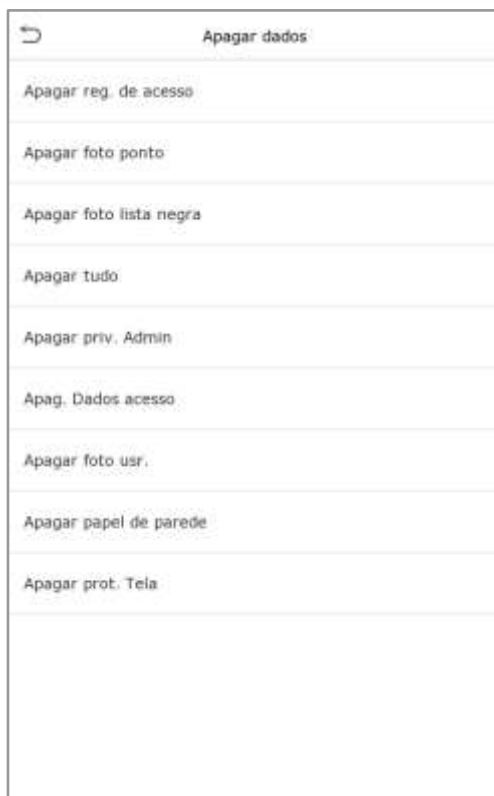 Apagar dados
Apagar reg. de acesso
Apagar foto ponto
Apagar foto lista negra
Apagar tudo
Apagar priv. Admin
Apag. Dados acesso
Apagar foto usr.
Apagar papel de parede
Apagar prot. Tela